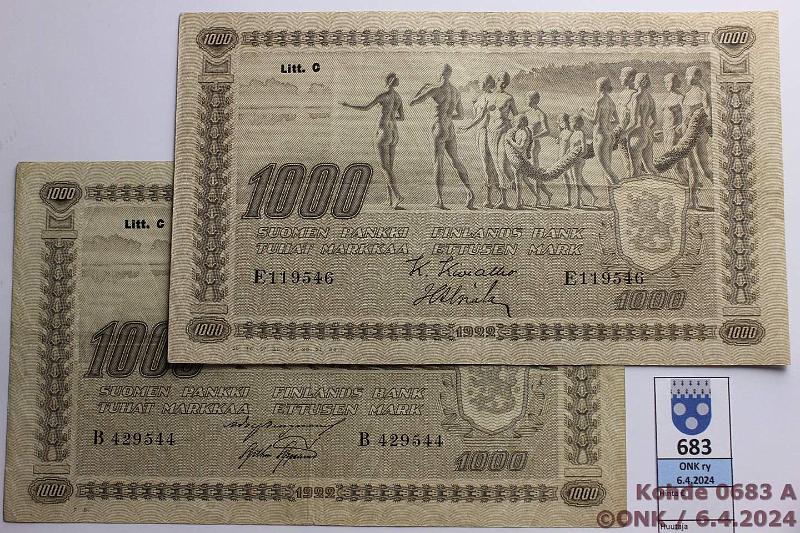 1000 1000
Litt. C
1000
SUOMEN PANKKI FINLANDS BANK
TUHAT MARKKAA ETTUSEN MARK
E119546 E119546
1000
1000 1922 1000
1000
Litt. C
1000
SUOMEN PANKKI FINLANDS BANK
TUHAT MARKKAA ETTUSEN MARK
B 429544 B 429544
1000
1000 1922 1000
683
ONK ry
6.4.2024
Huutaja
Kohde 0683 A
©ONK / 6.4.2024